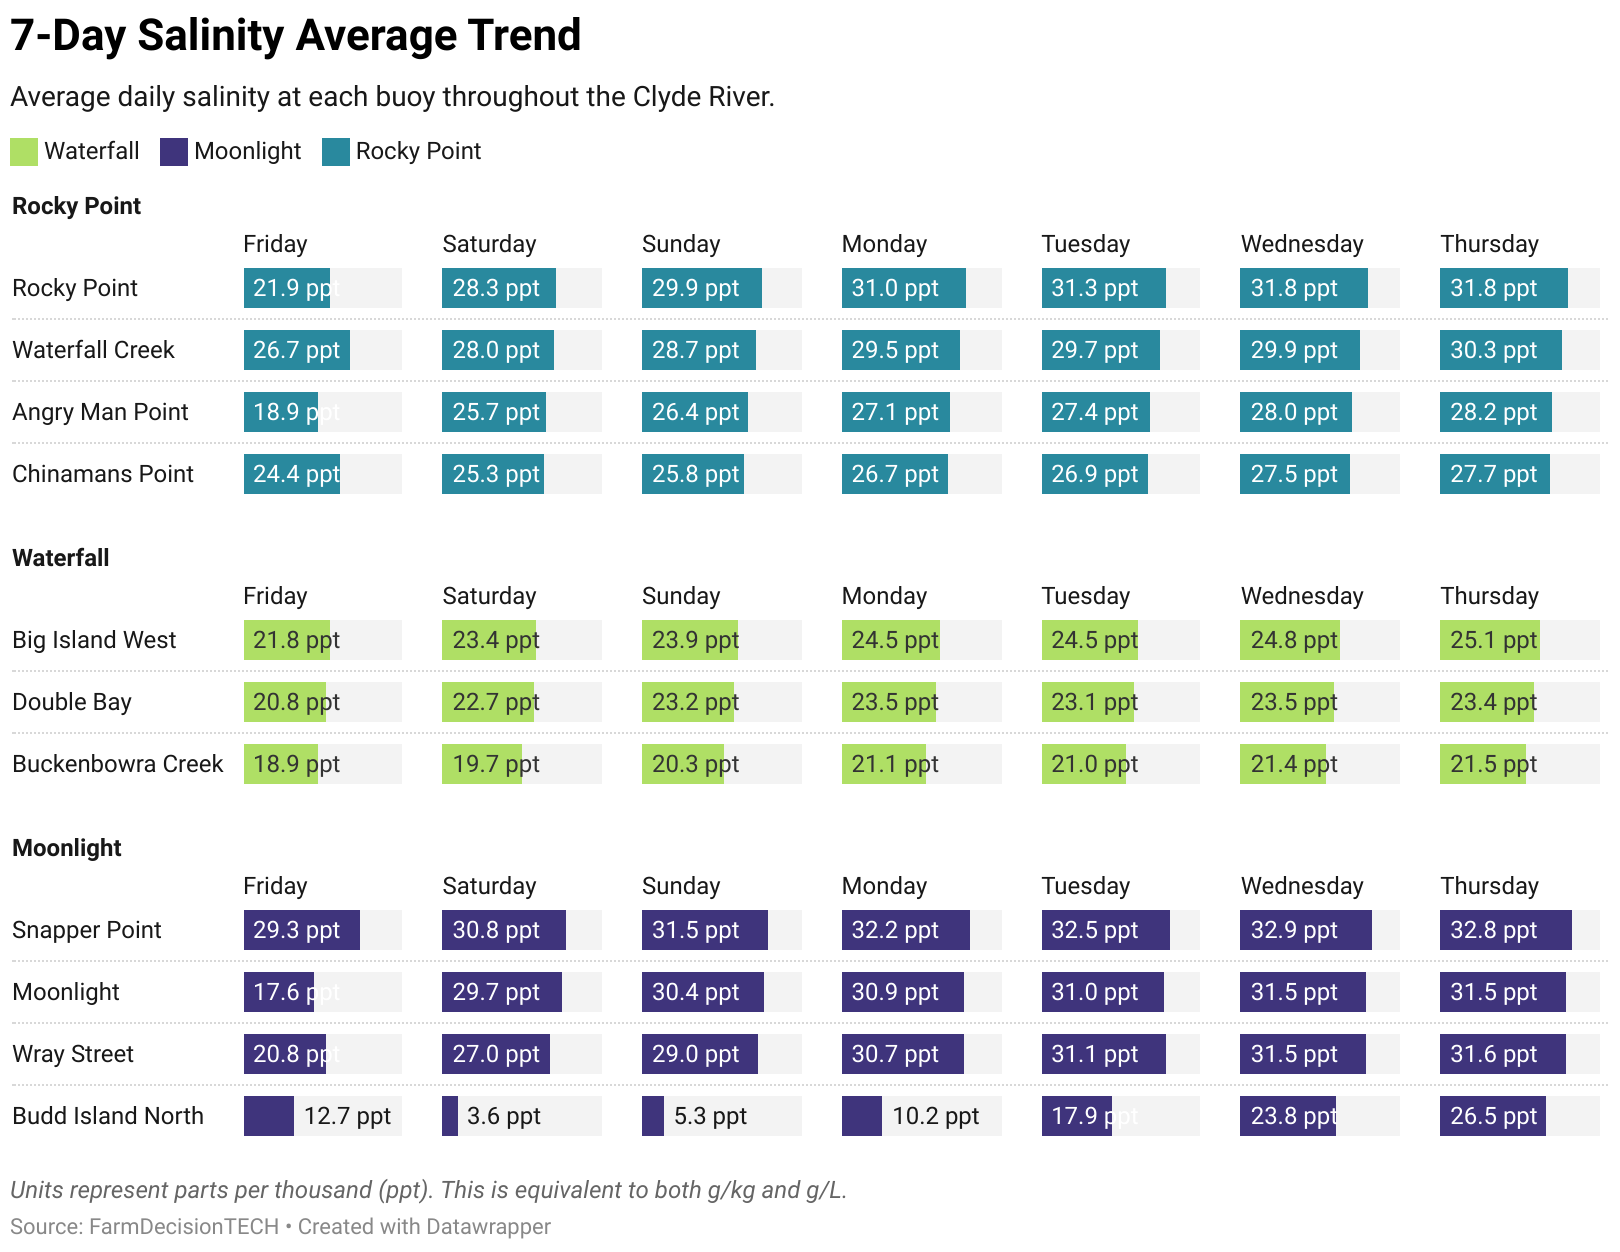 7-Day Salinity Average Trend
Average daily salinity at each buoy throughout the Clyde River.
Waterfall Moonlight Rocky Point
Rocky Point
Friday Saturday Sunday Monday Tuesday Wednesday Thursday
Rocky Point 21.9 ppt 28.3 ppt 29.9 ppt 31.0 ppt 31.3 ppt 31.8 ppt 31.8 ppt
Waterfall Creek 26.7 ppt 28.0 ppt 28.7 ppt 29.5 ppt 29.7 ppt 29.9 ppt 30.3 ppt
Angry Man Point 18.9 ppt 25.7 ppt 26.4 ppt 27.1 ppt 27.4 ppt 28.0 ppt 28.2 ppt
Chinamans Point 24.4 ppt 25.3 ppt 25.8 ppt 26.7 ppt 26.9 ppt 27.5 ppt 27.7 ppt
Waterfall
Friday Saturday Sunday Monday Tuesday Wednesday Thursday
Big Island West 21.8 ppt 23.4 ppt 23.9 ppt 24.5 ppt 24.5 ppt 24.8 ppt 25.1 ppt
Double Bay 20.8 ppt 22.7 ppt 23.2 ppt 23.5 ppt 23.1 ppt 23.5 ppt 23.4 ppt
Buckenbowra Creek 18.9 ppt 19.7 ppt 20.3 ppt 21.1 ppt 21.0 ppt 21.4 ppt 21.5 ppt
Moonlight
Friday Saturday Sunday Monday Tuesday Wednesday Thursday
Snapper Point 29.3 ppt 30.8 ppt 31.5 ppt 32.2 ppt 32.5 ppt 32.9 ppt 32.8 ppt
Moonlight 17.6 ppt 29.7 ppt 30.4 ppt 30.9 ppt 31.0 ppt 31.5 ppt 31.5 ppt
Wray Street 20.8 ppt 27.0 ppt 29.0 ppt 30.7 ppt 31.1 ppt 31.5 ppt 31.6 ppt
Budd Island North 12.7 ppt 3.6 ppt 5.3 ppt 10.2 ppt 17.9 ppt 23.8 ppt 26.5 ppt
Units represent parts per thousand (ppt). This is equivalent to both g/kg and g/L.
Source: FarmDecisionTECH • Created with Datawrapper